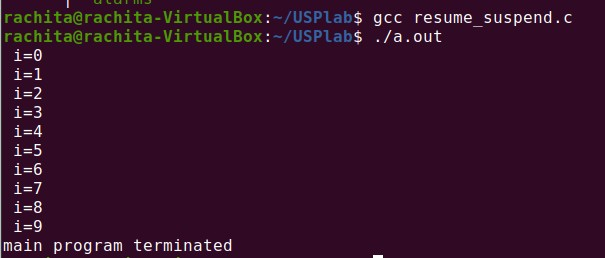 rachita@rachita-VirtualBox:~/USPlab$ gcc resume_suspend.c
rachita@rachita-VirtualBox:~/USPlab$ ./a.out
i=0
i=1
i=2
i=3
i=4
i=5
i=6
i=7
i=8
i=9
main program terminated